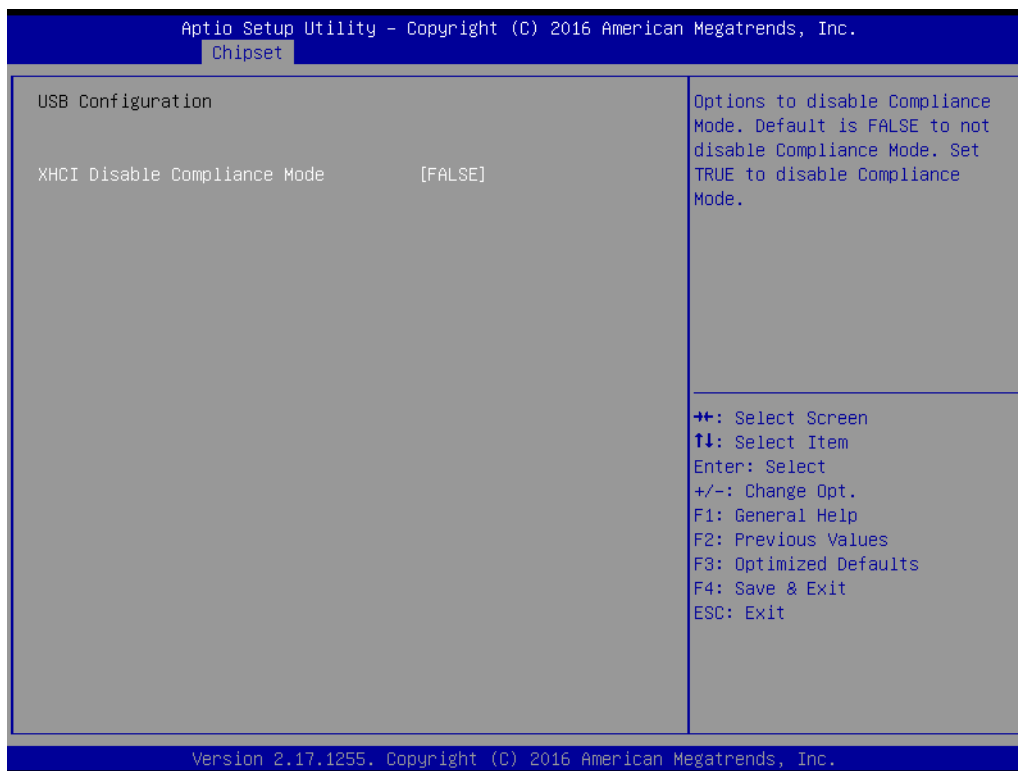 Aptio Setup Utility – Copyright (C) 2016 American Megatrends, Inc.
Chipset
USB Configuration
XHCI Disable Compliance Mode [FALSE]
Options to disable Compliance
Mode. Default is FALSE to not
disable Compliance Mode. Set
TRUE to disable Compliance
Mode.
→←: Select Screen
↑↓: Select Item
Enter: Select
+/-: Change Opt.
F1: General Help
F2: Previous Values
F3: Optimized Defaults
F4: Save & Exit
ESC: Exit
Version 2.17.1255. Copyright (C) 2016 American Megatrends, Inc.